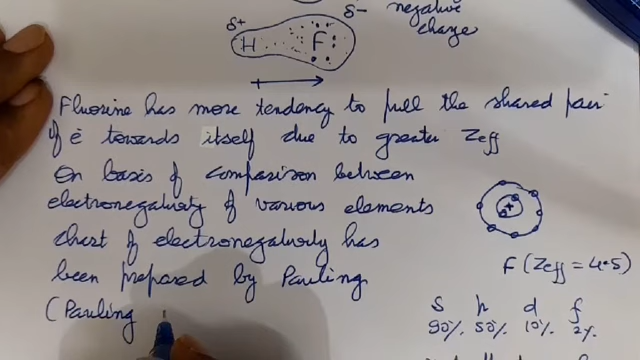 δ+
δ−
negative
charge
H
F
Fluorine has more tendency to pull the shared pair
of e̅ towards itself due to greater Zeff
On basis of comparison between
electronegativity of various elements
chart of electronegativity has
been prepared by Pauling
(Pauling
+
F (Zeff = 4.5)
s p d f
90% 50% 10% 2%